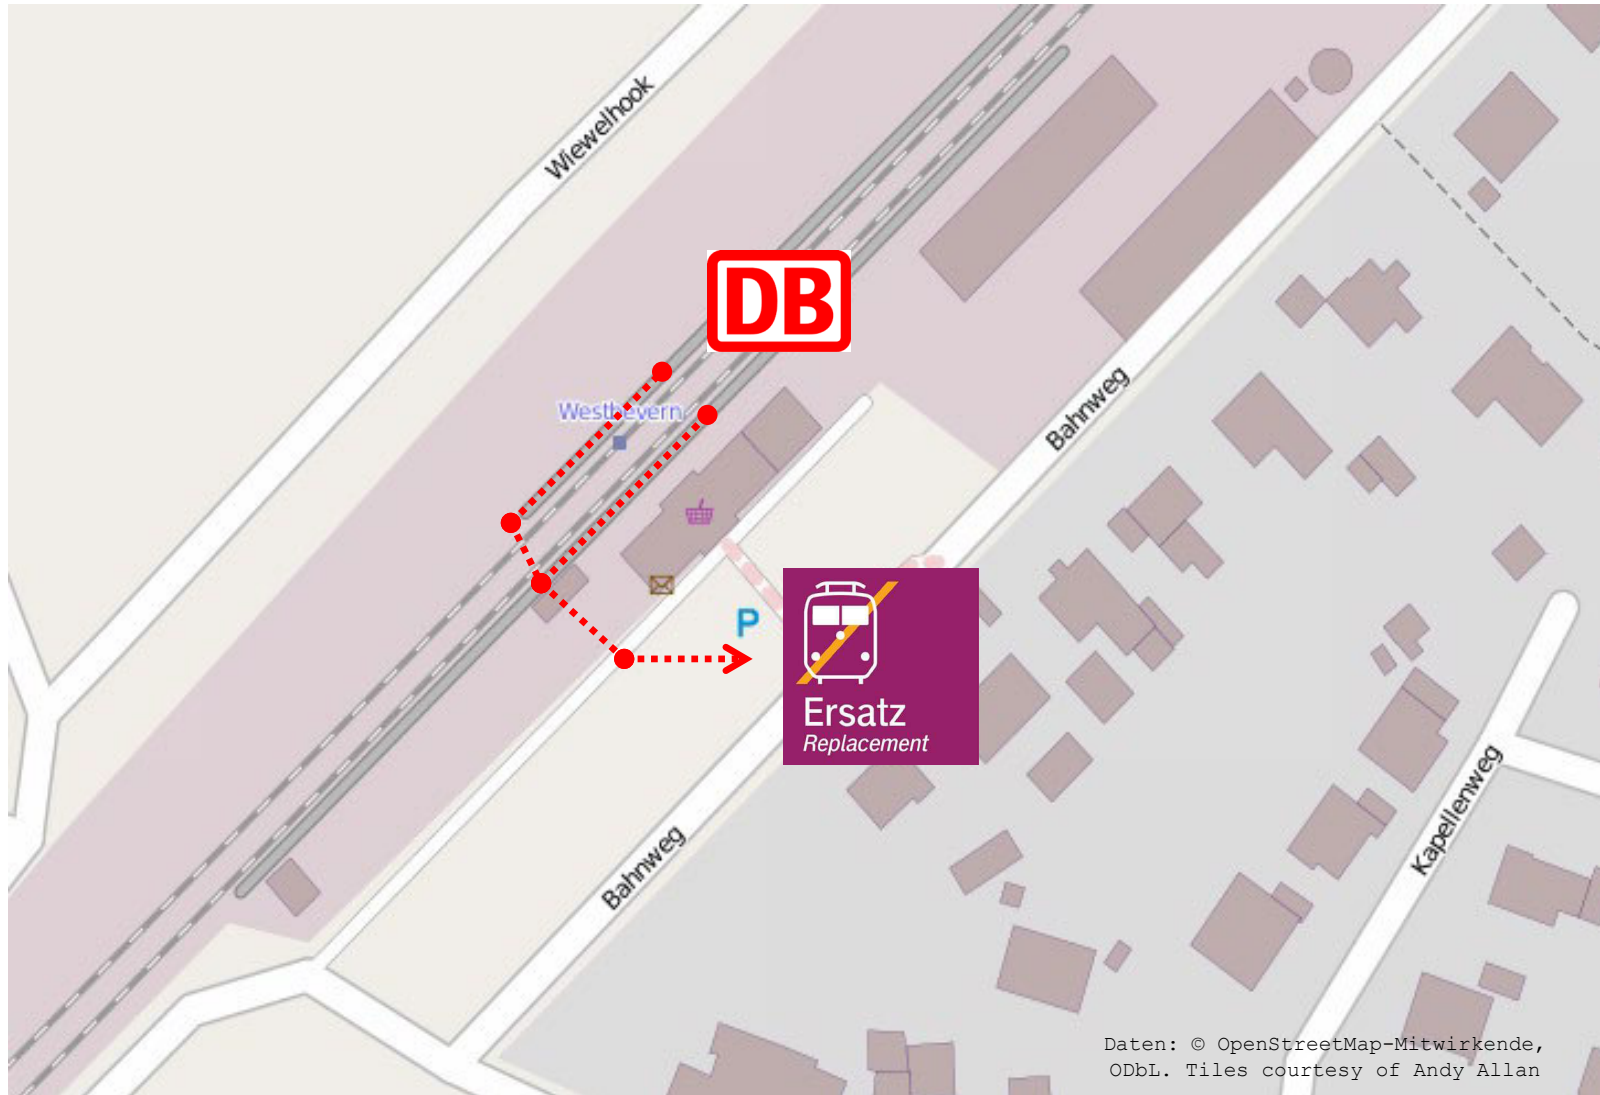 Wiewelhook
DB
Westbevern
Bahnweg
P
Ersatz
Replacement
Bahnweg
Kapellenweg
Daten: © OpenStreetMap-Mitwirkende,
ODbL. Tiles courtesy of Andy Allan